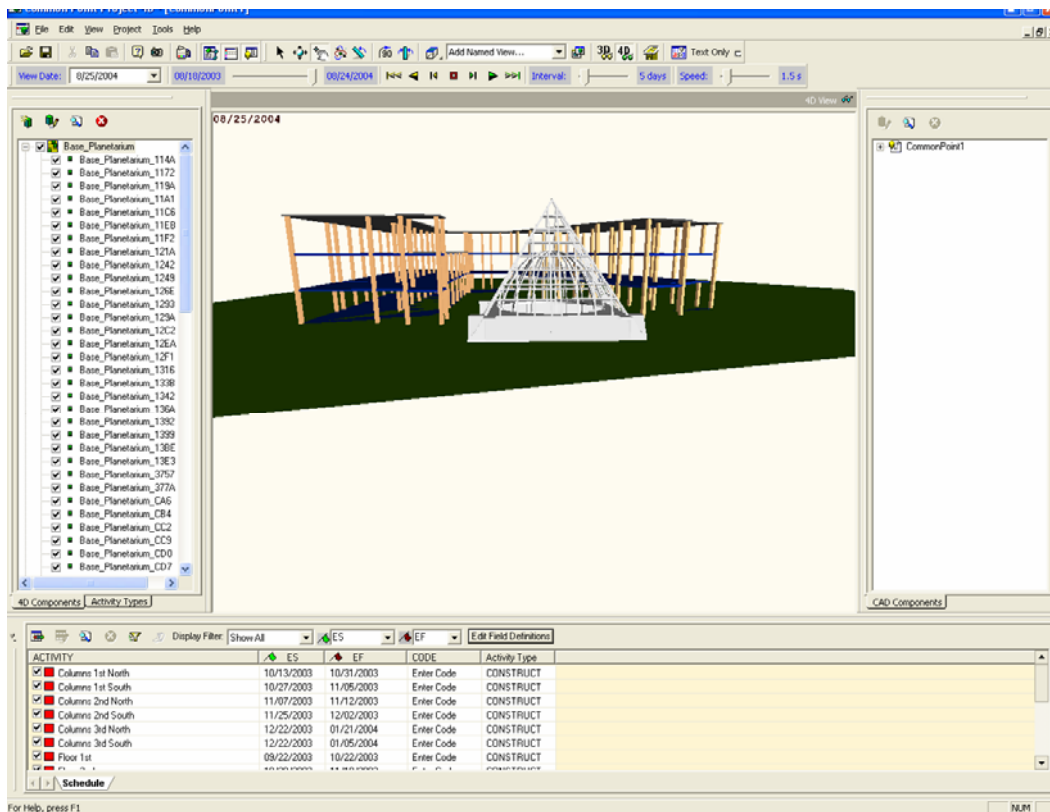 File Edit View Project Tools Help
Add Named View... 3D 4D Text Only
View Date: 8/25/2004 08/18/2003 08/24/2004 Interval: 5 days Speed: 1.5 s
4D View
08/25/2004
Base_Planetarium
Base_Planetarium_114A
Base_Planetarium_1172
Base_Planetarium_119A
Base_Planetarium_11A1
Base_Planetarium_11C6
Base_Planetarium_11EB
Base_Planetarium_11F2
Base_Planetarium_121A
Base_Planetarium_1242
Base_Planetarium_1249
Base_Planetarium_126E
Base_Planetarium_1293
Base_Planetarium_129A
Base_Planetarium_12C2
Base_Planetarium_12EA
Base_Planetarium_12F1
Base_Planetarium_1316
Base_Planetarium_133B
Base_Planetarium_1342
Base_Planetarium_136A
Base_Planetarium_1392
Base_Planetarium_1399
Base_Planetarium_13BE
Base_Planetarium_13E3
Base_Planetarium_3757
Base_Planetarium_377A
Base_Planetarium_CA6
Base_Planetarium_CB4
Base_Planetarium_CC2
Base_Planetarium_CC9
Base_Planetarium_CD0
Base_Planetarium_CD7
4D Components Activity Types
CommonPoint1
CAD Components
Display Filter: Show All ES EF Edit Field Definitions
ACTIVITY ES EF CODE Activity Type
Columns 1st North 10/13/2003 10/31/2003 Enter Code CONSTRUCT
Columns 1st South 10/27/2003 11/05/2003 Enter Code CONSTRUCT
Columns 2nd North 11/07/2003 11/12/2003 Enter Code CONSTRUCT
Columns 2nd South 11/25/2003 12/02/2003 Enter Code CONSTRUCT
Columns 3rd North 12/22/2003 01/21/2004 Enter Code CONSTRUCT
Columns 3rd South 12/22/2003 01/05/2004 Enter Code CONSTRUCT
Floor 1st 09/22/2003 10/22/2003 Enter Code CONSTRUCT
Schedule
For Help, press F1 NUM